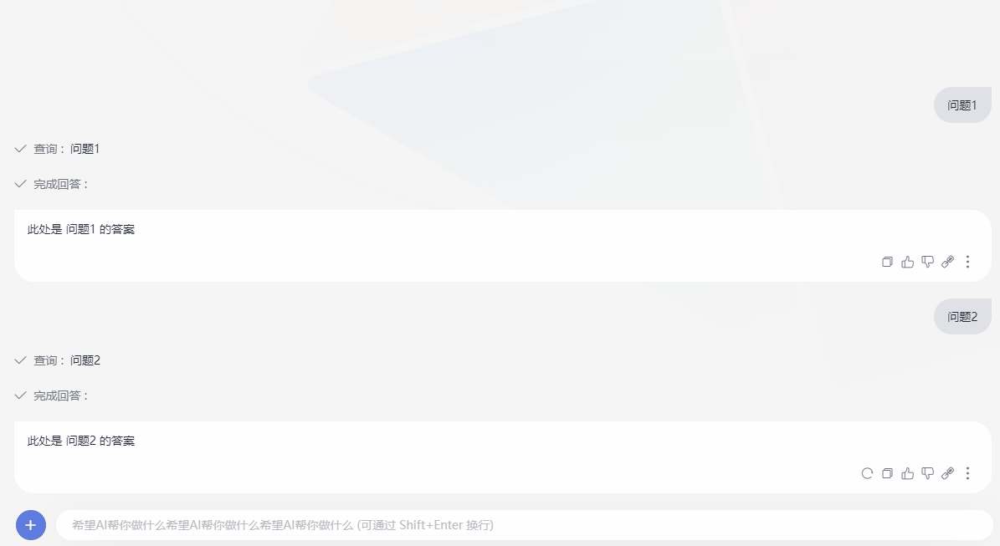 问题1
查询： 问题1
完成回答：
此处是 问题1 的答案
问题2
查询： 问题2
完成回答：
此处是 问题2 的答案
希望AI帮你做什么希望AI帮你做什么希望AI帮你做什么 (可通过 Shift+Enter 换行)